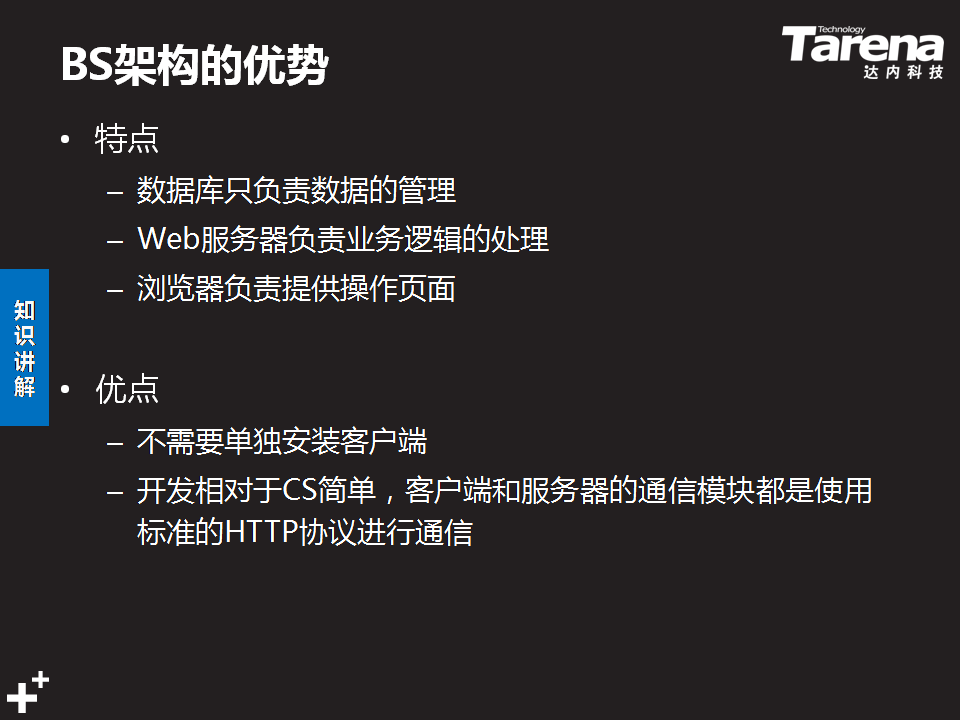 BS架构的优势
Technology
Tarena
达内科技
• 特点
– 数据库只负责数据的管理
– Web服务器负责业务逻辑的处理
– 浏览器负责提供操作页面
知识讲解
• 优点
– 不需要单独安装客户端
– 开发相对于CS简单，客户端和服务器的通信模块都是使用
标准的HTTP协议进行通信